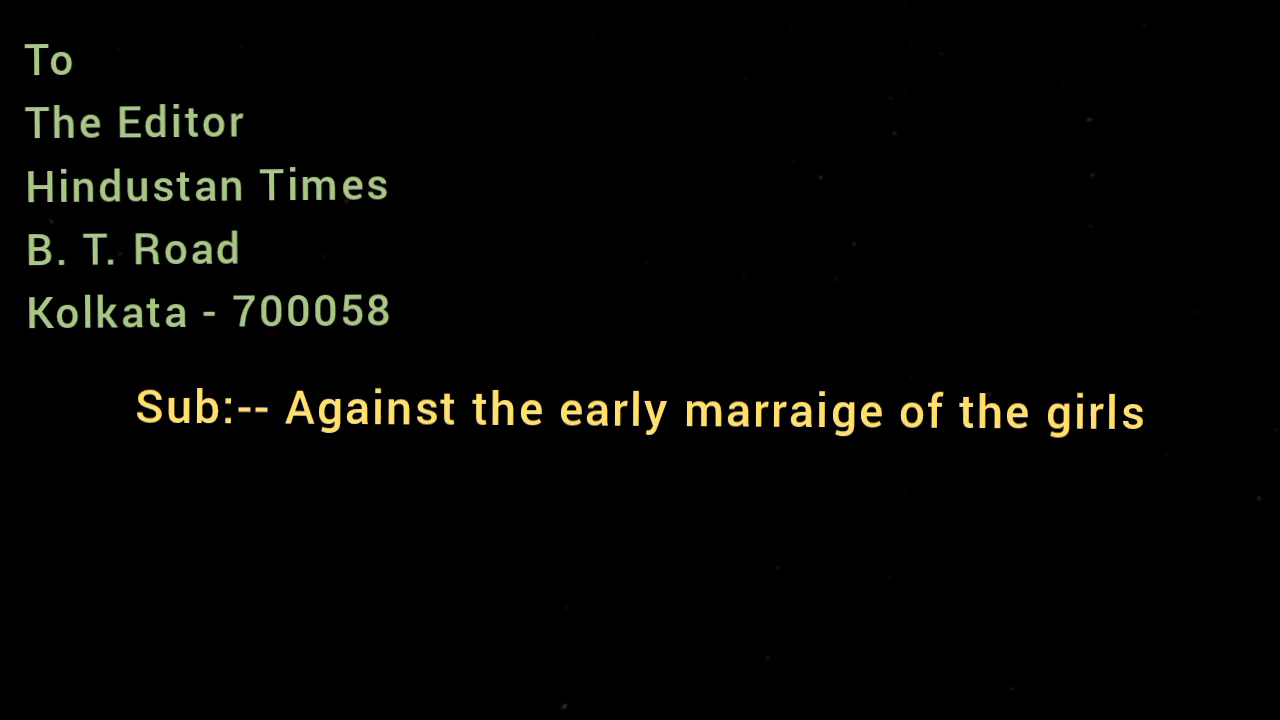 To
The Editor
Hindustan Times
B. T. Road
Kolkata - 700058
Sub:-- Against the early marraige of the girls